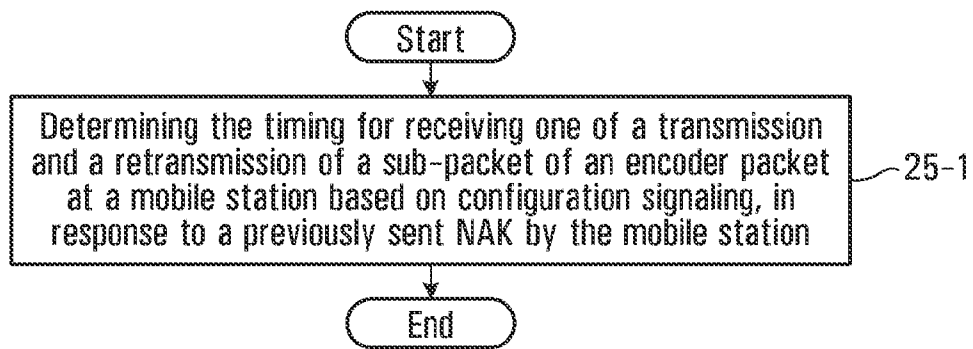 Start
Determining the timing for receiving one of a transmission
and a retransmission of a sub-packet of an encoder packet
at a mobile station based on configuration signaling, in
response to a previously sent NAK by the mobile station
25-1
End